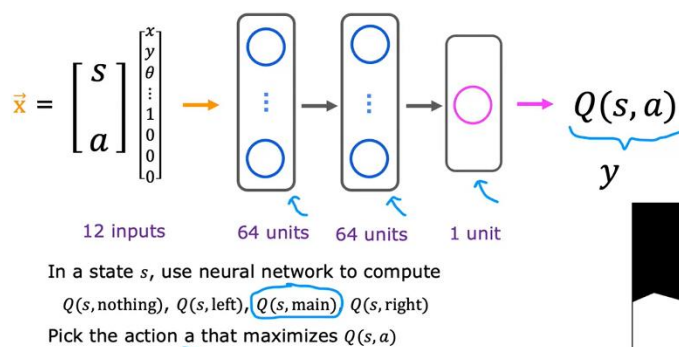 x⃗ = [s a] [x y θ ⋮ 1 0 0 0]
Q(s, a)
y
12 inputs 64 units 64 units 1 unit
In a state s, use neural network to compute
Q(s, nothing), Q(s, left), Q(s, main) Q(s, right)
Pick the action a that maximizes Q(s, a)